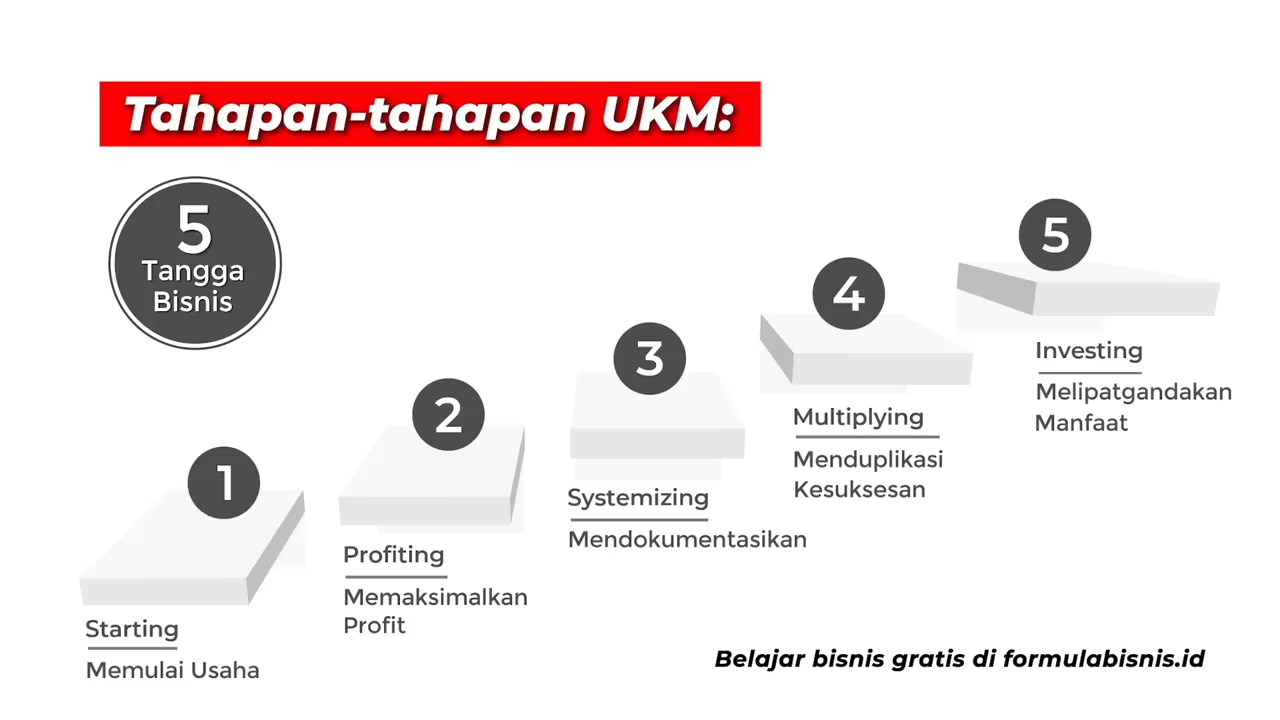 Tahapan-tahapan UKM:
5
Tangga
Bisnis
1
Starting
Memulai Usaha
2
Profiting
Memaksimalkan
Profit
3
Systemizing
Mendokumentasikan
4
Multiplying
Menduplikasi
Kesuksesan
5
Investing
Melipatgandakan
Manfaat
Belajar bisnis gratis di formulabisnis.id